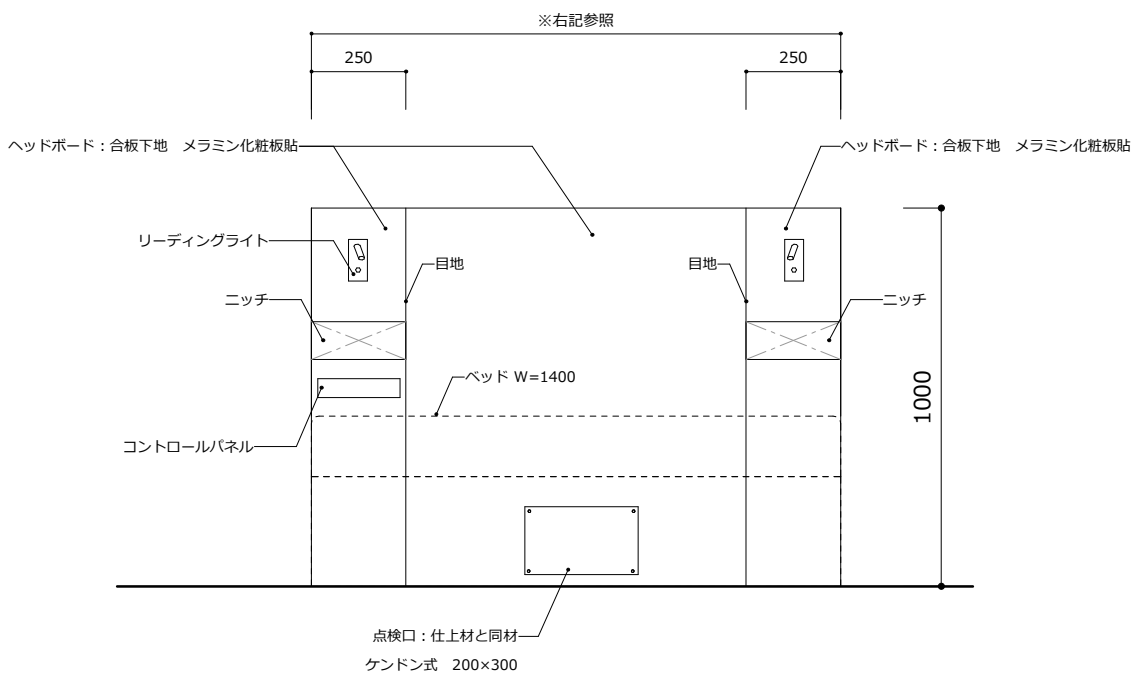 ※右記参照
250
250
ヘッドボード：合板下地　メラミン化粧板貼
ヘッドボード：合板下地　メラミン化粧板貼
リーディングライト
目地
目地
ニッチ
ニッチ
ベッド W=1400
1000
コントロールパネル
点検口：仕上材と同材
ケンドン式　200×300